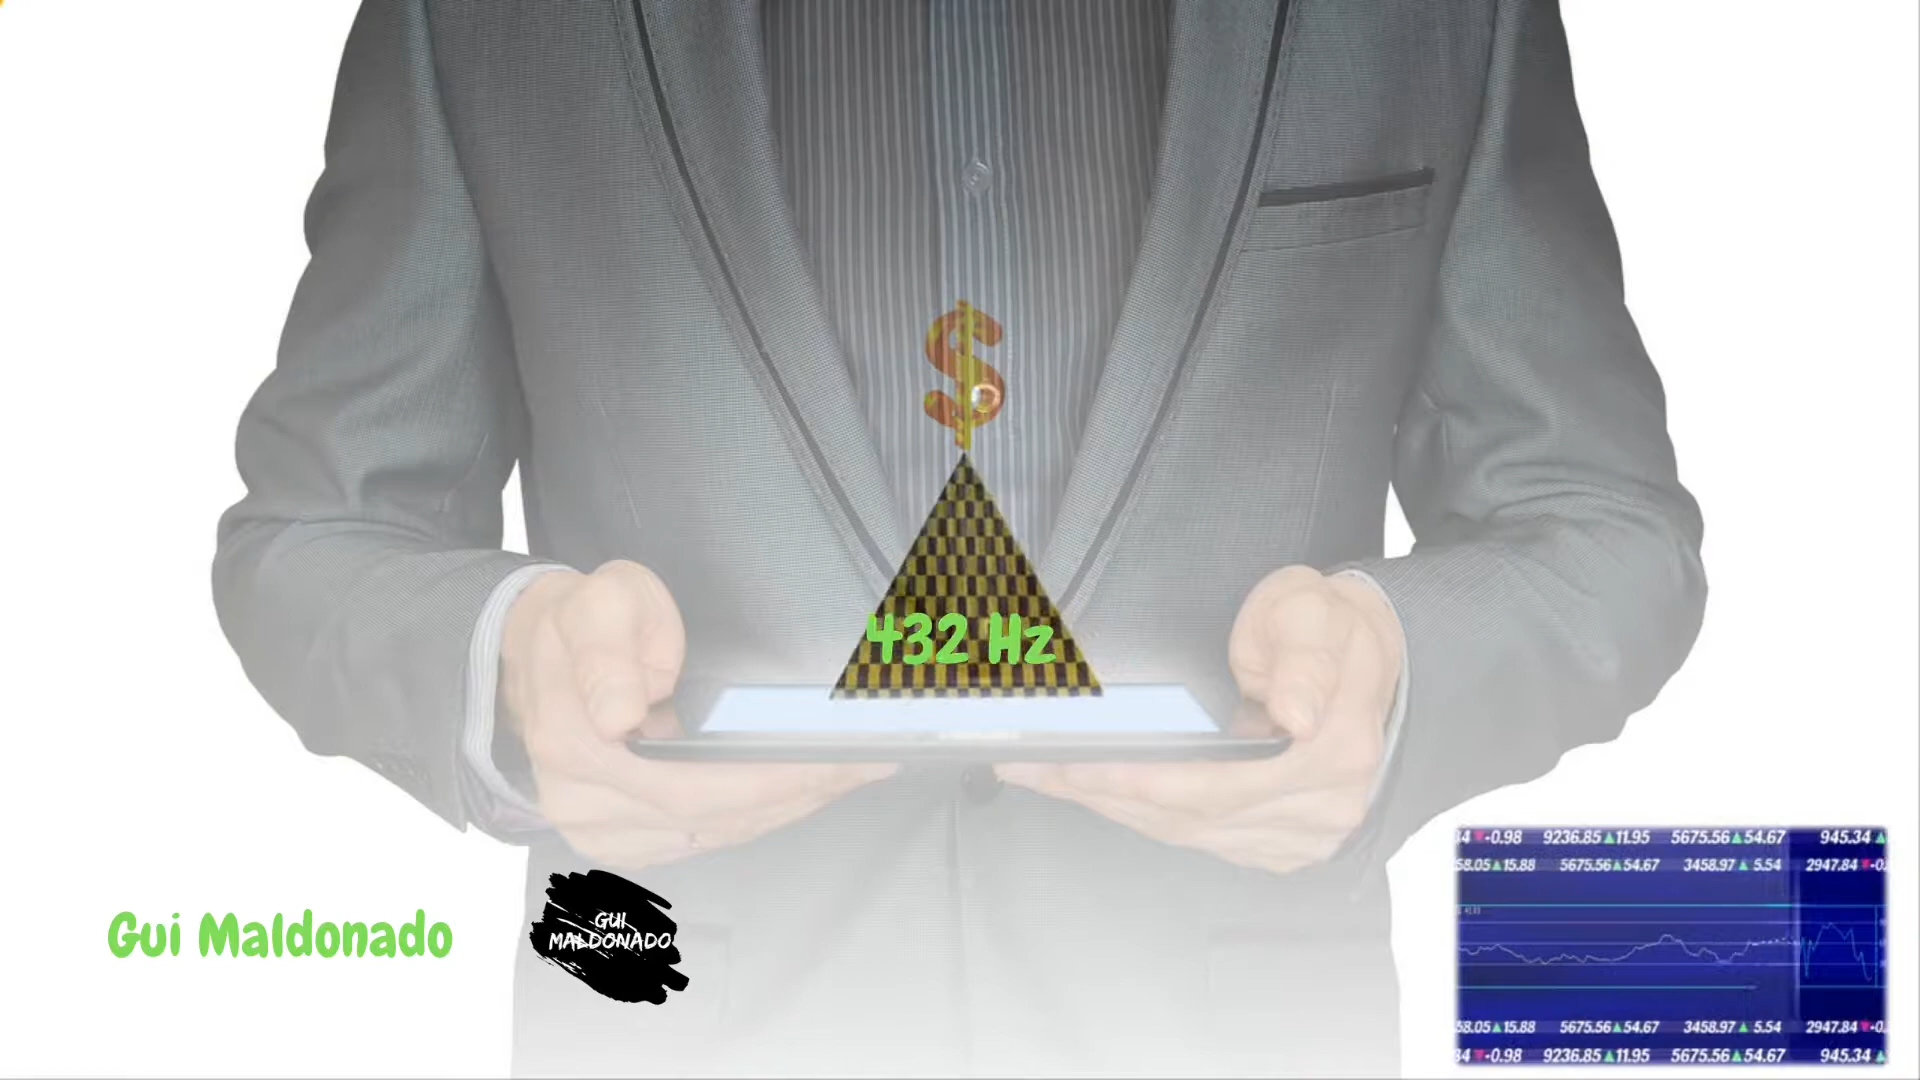 $
432 Hz
Gui Maldonado
GUI
MALDONADO
-0.98 9236.85▲11.95 5675.56▲54.67 945.34▲
58.05▲15.88 5675.56▲54.67 3458.97▲ 5.54 2947.84▼-0.
58.05▲15.88 5675.56▲54.67 3458.97▲ 5.54 2947.84▼-0.
84▼-0.98 9236.85▲11.95 5675.56▲54.67 945.34▲